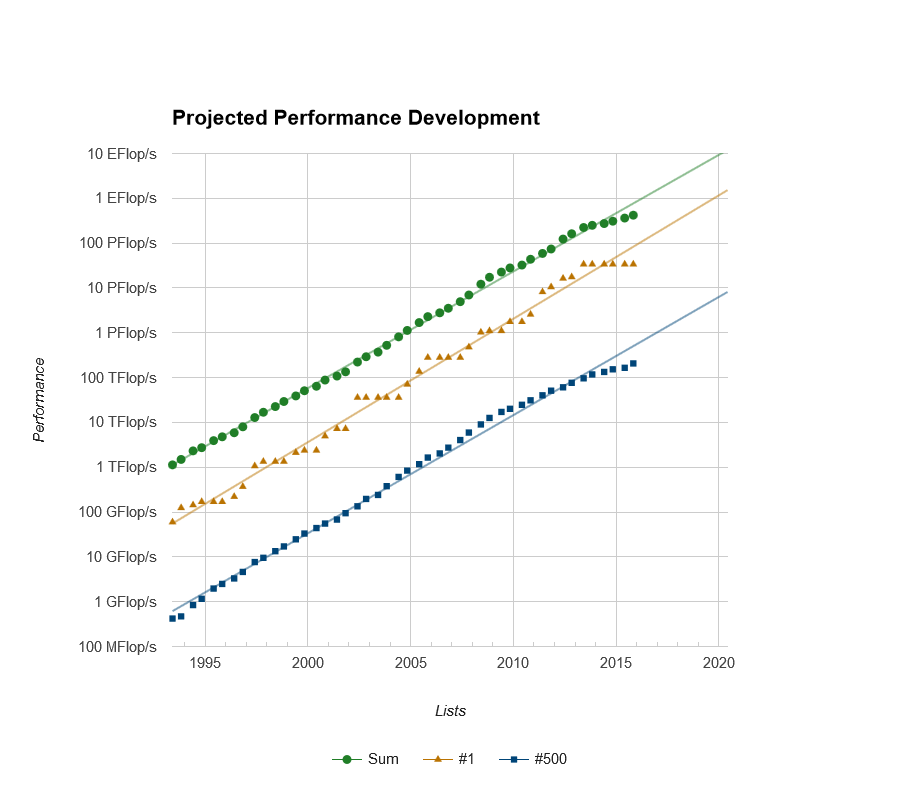 Projected Performance Development
10 EFlop/s
1 EFlop/s
100 PFlop/s
10 PFlop/s
1 PFlop/s
100 TFlop/s
10 TFlop/s
1 TFlop/s
100 GFlop/s
10 GFlop/s
1 GFlop/s
100 MFlop/s
Performance
1995 2000 2005 2010 2015 2020
Lists
Sum #1 #500